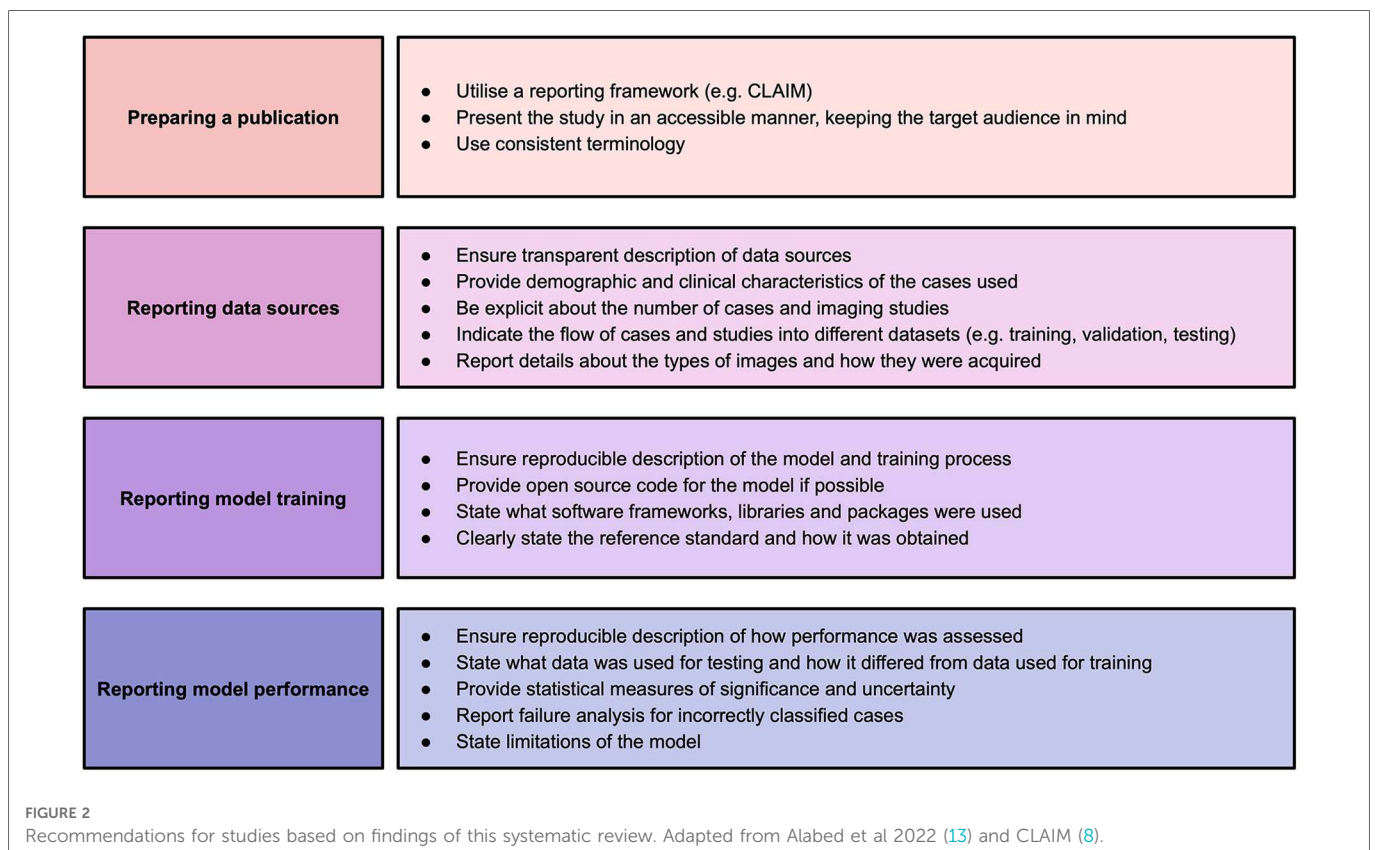 Preparing a publication
● Utilise a reporting framework (e.g. CLAIM)
● Present the study in an accessible manner, keeping the target audience in mind
● Use consistent terminology
Reporting data sources
● Ensure transparent description of data sources
● Provide demographic and clinical characteristics of the cases used
● Be explicit about the number of cases and imaging studies
● Indicate the flow of cases and studies into different datasets (e.g. training, validation, testing)
● Report details about the types of images and how they were acquired
Reporting model training
● Ensure reproducible description of the model and training process
● Provide open source code for the model if possible
● State what software frameworks, libraries and packages were used
● Clearly state the reference standard and how it was obtained
Reporting model performance
● Ensure reproducible description of how performance was assessed
● State what data was used for testing and how it differed from data used for training
● Provide statistical measures of significance and uncertainty
● Report failure analysis for incorrectly classified cases
● State limitations of the model
FIGURE 2
Recommendations for studies based on findings of this systematic review. Adapted from Alabed et al 2022 (13) and CLAIM (8).